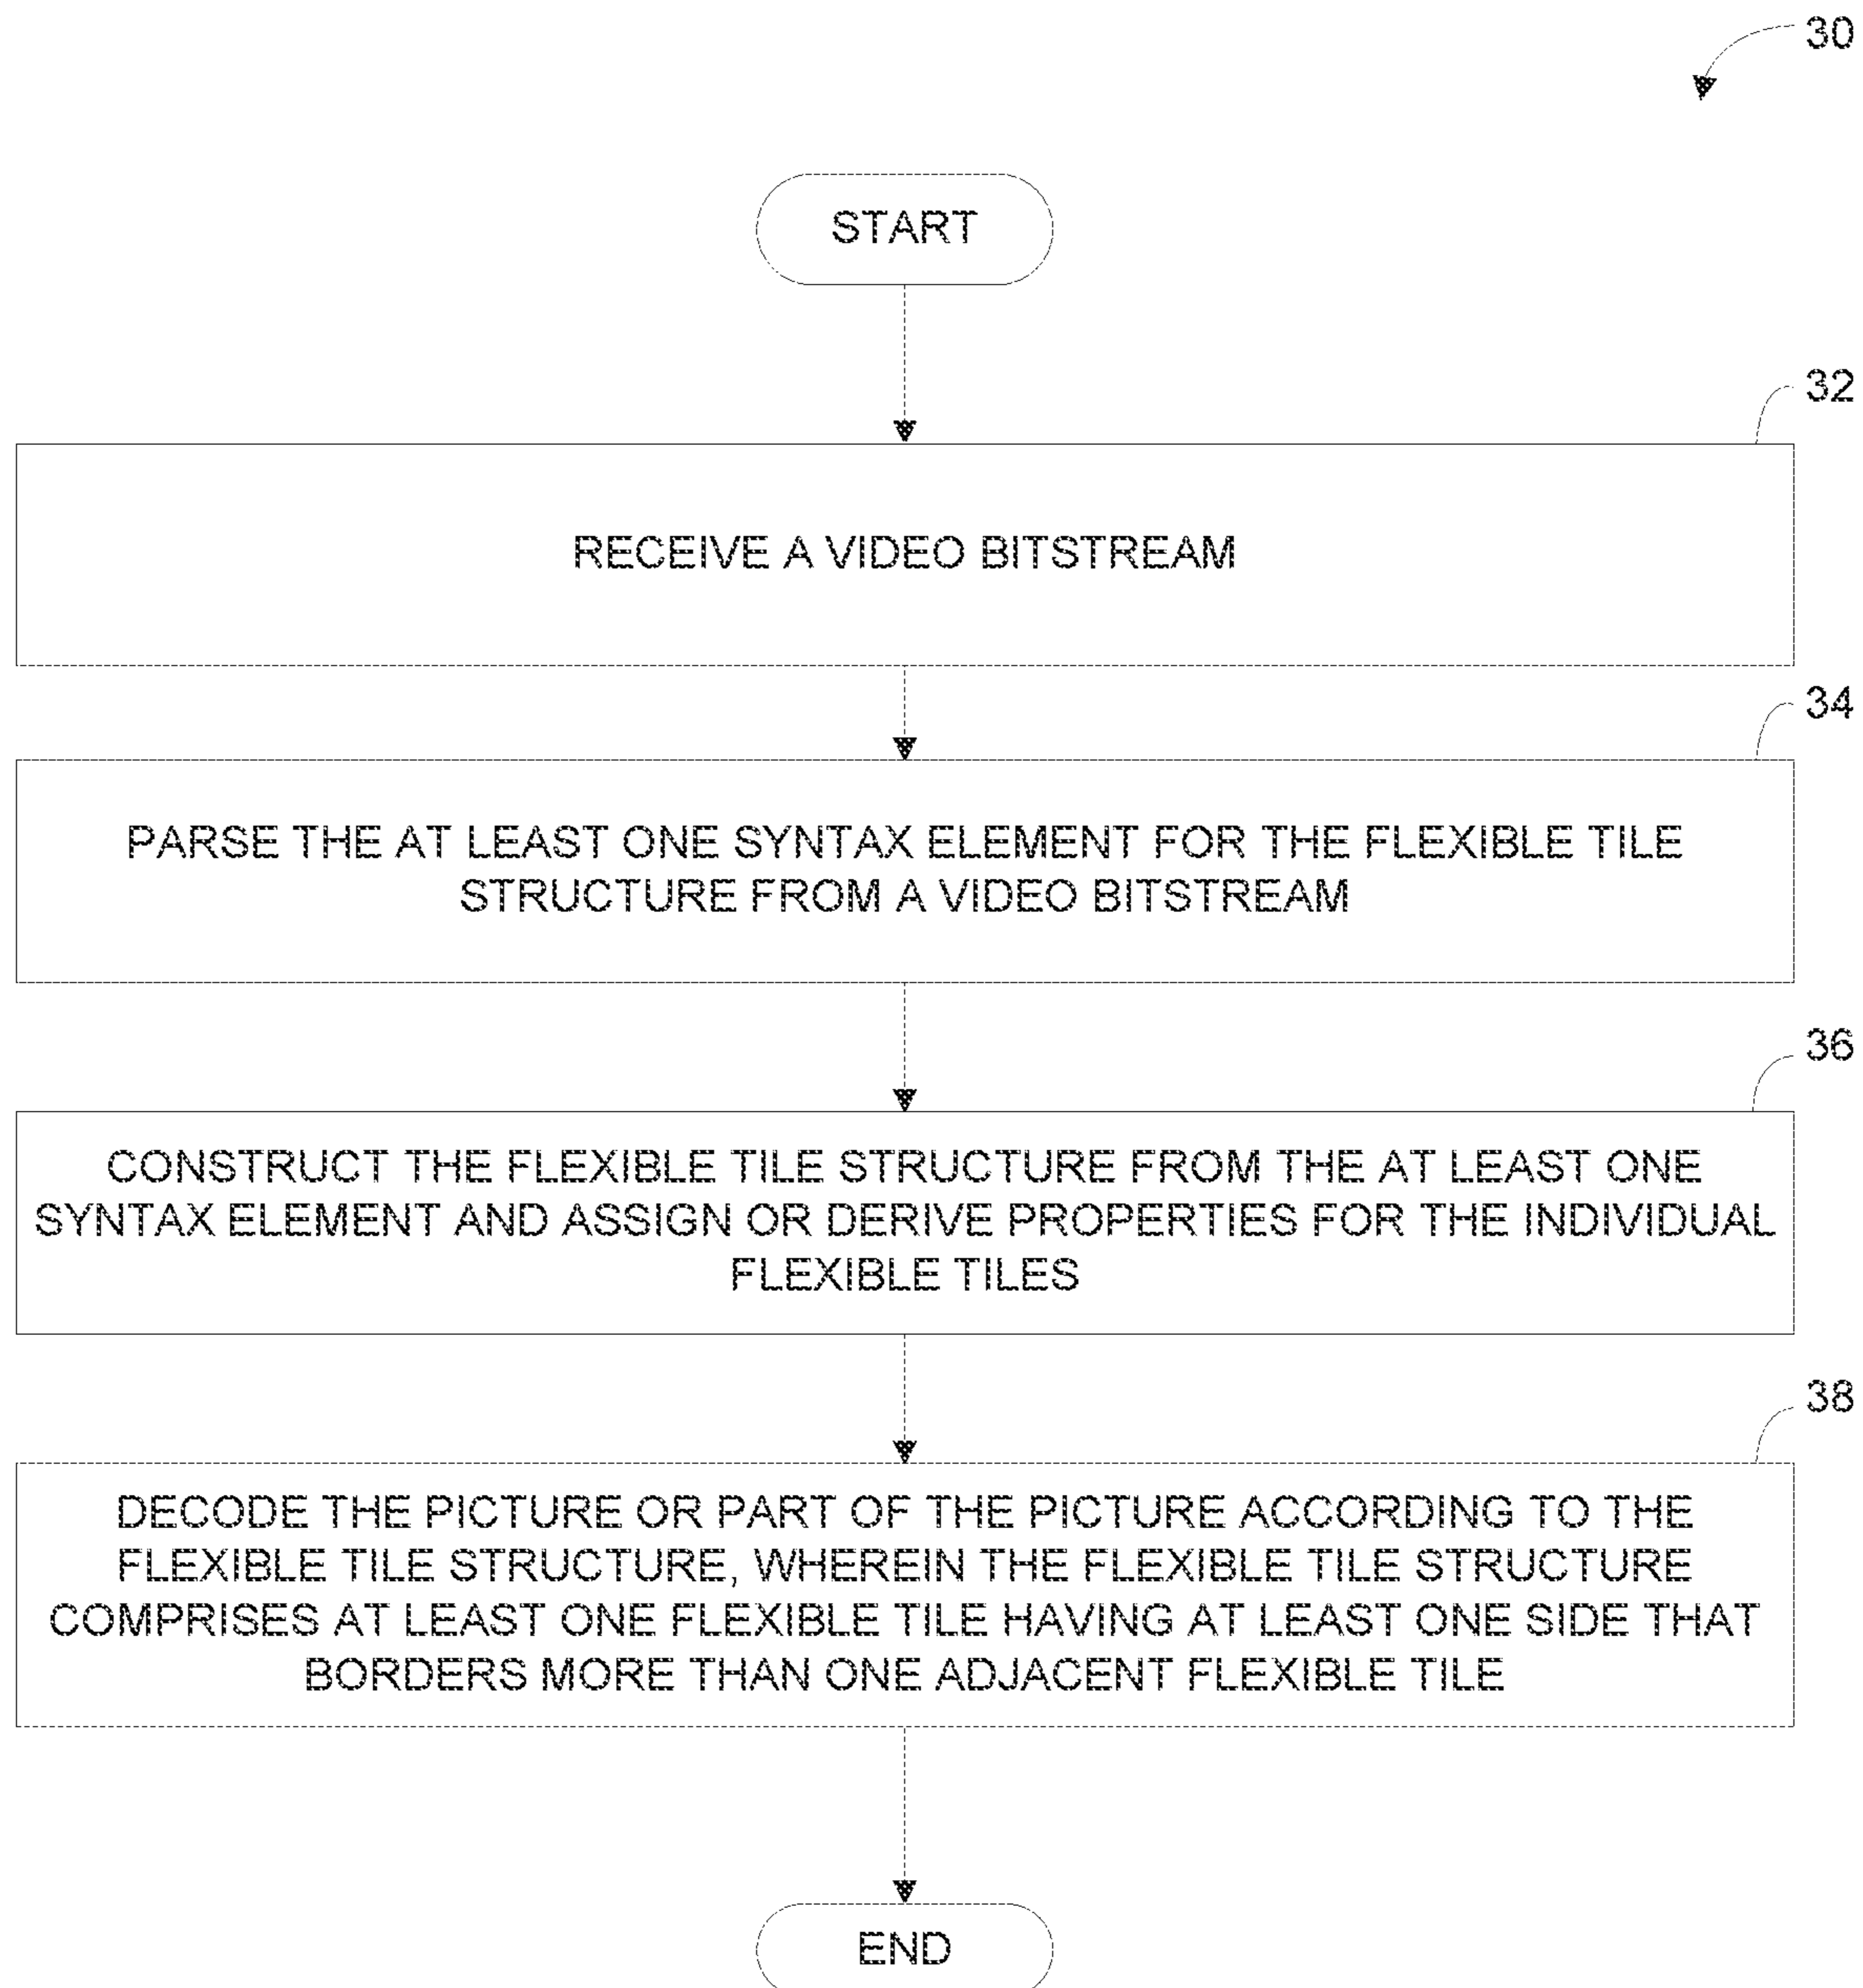 30
START
32
RECEIVE A VIDEO BITSTREAM
34
PARSE THE AT LEAST ONE SYNTAX ELEMENT FOR THE FLEXIBLE TILE
STRUCTURE FROM A VIDEO BITSTREAM
36
CONSTRUCT THE FLEXIBLE TILE STRUCTURE FROM THE AT LEAST ONE
SYNTAX ELEMENT AND ASSIGN OR DERIVE PROPERTIES FOR THE INDIVIDUAL
FLEXIBLE TILES
38
DECODE THE PICTURE OR PART OF THE PICTURE ACCORDING TO THE
FLEXIBLE TILE STRUCTURE, WHEREIN THE FLEXIBLE TILE STRUCTURE
COMPRISES AT LEAST ONE FLEXIBLE TILE HAVING AT LEAST ONE SIDE THAT
BORDERS MORE THAN ONE ADJACENT FLEXIBLE TILE
END